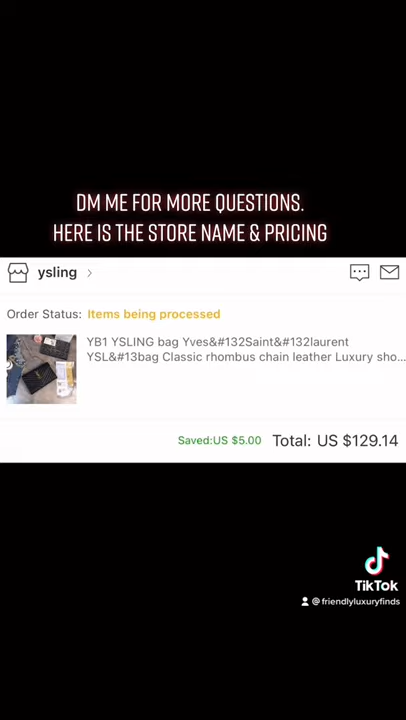 DM ME FOR MORE QUESTIONS.
HERE IS THE STORE NAME & PRICING
ysling
Order Status: Items being processed
YB1 YSLING bag Yves&#132Saint&#132laurent
YSL&#13bag Classic rhombus chain leather Luxury sho...
Saved:US $5.00 Total: US $129.14
TikTok
@friendlyluxuryfinds